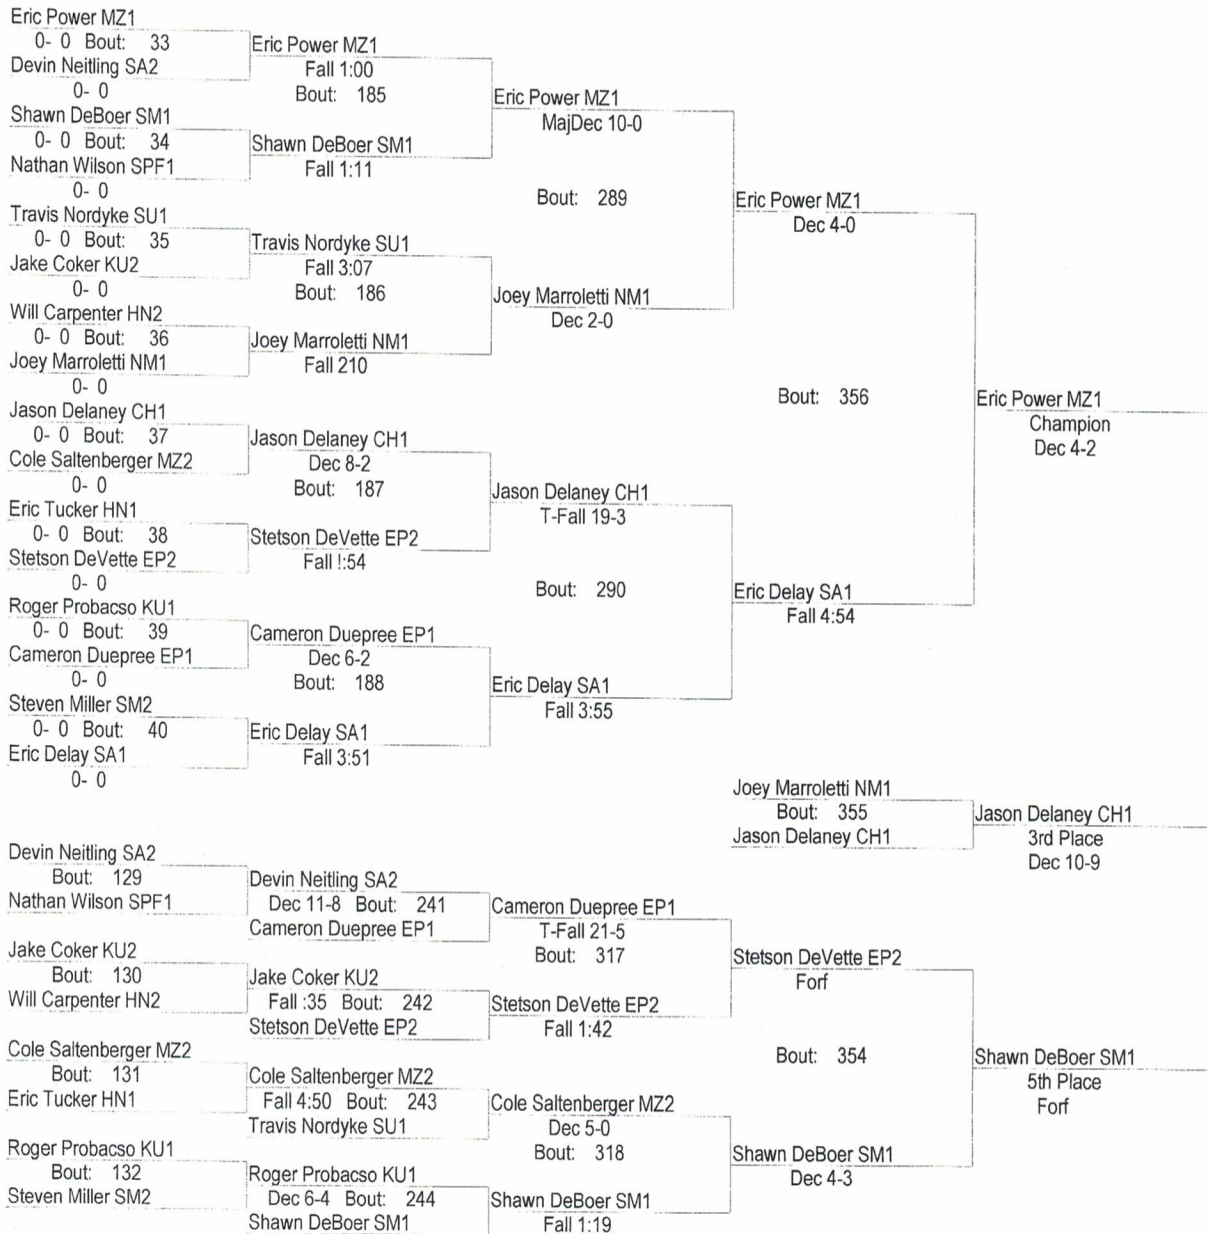 Eric Power MZ1
0- 0 Bout: 33
Devin Neitling SA2
0- 0
Shawn DeBoer SM1
0- 0 Bout: 34
Nathan Wilson SPF1
0- 0
Travis Nordyke SU1
0- 0 Bout: 35
Jake Coker KU2
0- 0
Will Carpenter HN2
0- 0 Bout: 36
Joey Marroletti NM1
0- 0
Jason Delaney CH1
0- 0 Bout: 37
Cole Saltenberger MZ2
0- 0
Eric Tucker HN1
0- 0 Bout: 38
Stetson DeVette EP2
0- 0
Roger Probacso KU1
0- 0 Bout: 39
Cameron Duepree EP1
0- 0
Steven Miller SM2
0- 0 Bout: 40
Eric Delay SA1
0- 0
Eric Power MZ1
Fall 1:00
Bout: 185
Shawn DeBoer SM1
Fall 1:11
Travis Nordyke SU1
Fall 3:07
Bout: 186
Joey Marroletti NM1
Fall 210
Jason Delaney CH1
Dec 8-2
Bout: 187
Stetson DeVette EP2
Fall !:54
Cameron Duepree EP1
Dec 6-2
Bout: 188
Eric Delay SA1
Fall 3:51
Eric Power MZ1
MajDec 10-0
Bout: 289
Joey Marroletti NM1
Dec 2-0
Jason Delaney CH1
T-Fall 19-3
Bout: 290
Eric Delay SA1
Fall 3:55
Eric Power MZ1
Dec 4-0
Bout: 356
Eric Delay SA1
Fall 4:54
Eric Power MZ1
Champion
Dec 4-2
Joey Marroletti NM1
Bout: 355
Jason Delaney CH1
Jason Delaney CH1
3rd Place
Dec 10-9
Devin Neitling SA2
Bout: 129
Nathan Wilson SPF1
Jake Coker KU2
Bout: 130
Will Carpenter HN2
Cole Saltenberger MZ2
Bout: 131
Eric Tucker HN1
Roger Probacso KU1
Bout: 132
Steven Miller SM2
Devin Neitling SA2
Dec 11-8 Bout: 241
Cameron Duepree EP1
Jake Coker KU2
Fall :35 Bout: 242
Stetson DeVette EP2
Cole Saltenberger MZ2
Fall 4:50 Bout: 243
Travis Nordyke SU1
Roger Probacso KU1
Dec 6-4 Bout: 244
Shawn DeBoer SM1
Cameron Duepree EP1
T-Fall 21-5
Bout: 317
Stetson DeVette EP2
Fall 1:42
Cole Saltenberger MZ2
Dec 5-0
Bout: 318
Shawn DeBoer SM1
Fall 1:19
Stetson DeVette EP2
Forf
Bout: 354
Shawn DeBoer SM1
Dec 4-3
Shawn DeBoer SM1
5th Place
Forf